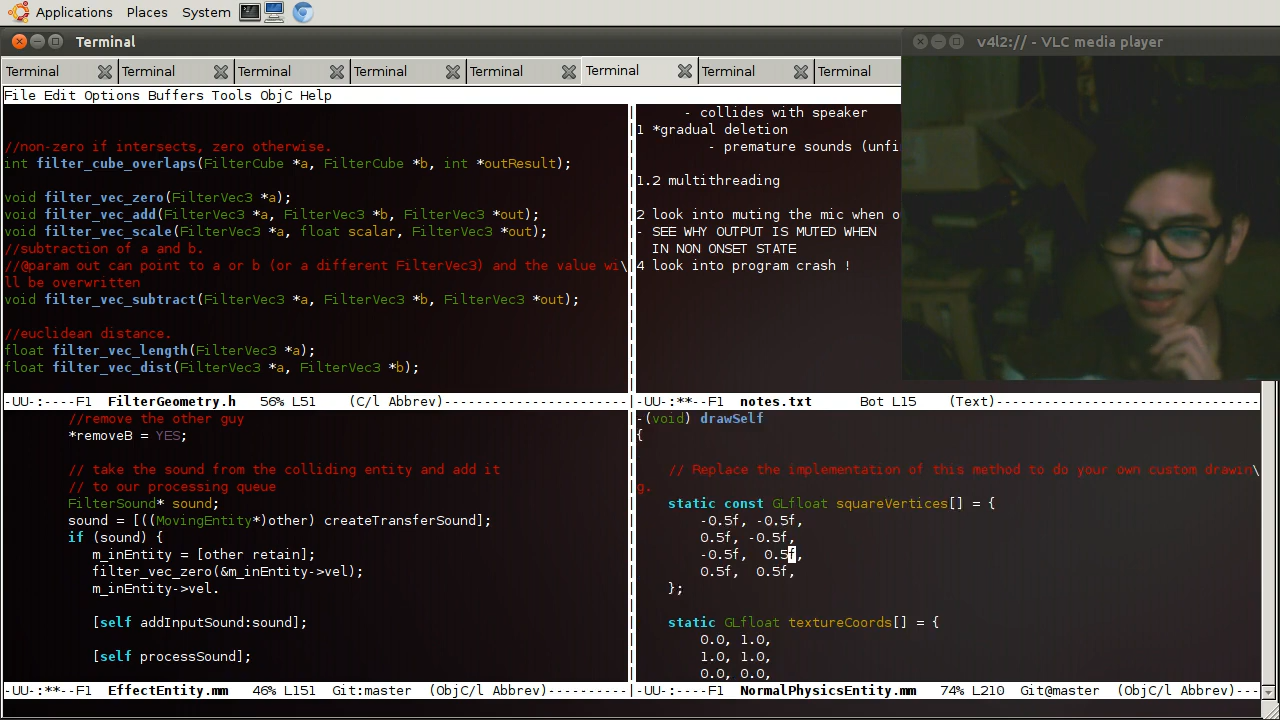 Applications Places System
Terminal
v4l2:// - VLC media player
Terminal Terminal Terminal Terminal Terminal Terminal Terminal Terminal
File Edit Options Buffers Tools ObjC Help
//non-zero if intersects, zero otherwise.
int filter_cube_overlaps(FilterCube *a, FilterCube *b, int *outResult);
void filter_vec_zero(FilterVec3 *a);
void filter_vec_add(FilterVec3 *a, FilterVec3 *b, FilterVec3 *out);
void filter_vec_scale(FilterVec3 *a, float scalar, FilterVec3 *out);
//subtraction of a and b.
//@param out can point to a or b (or a different FilterVec3) and the value wi\
ll be overwritten
void filter_vec_subtract(FilterVec3 *a, FilterVec3 *b, FilterVec3 *out);
//euclidean distance.
float filter_vec_length(FilterVec3 *a);
float filter_vec_dist(FilterVec3 *a, FilterVec3 *b);
-UU-:----F1  FilterGeometry.h   56% L51    (C/l Abbrev)-----------------------
- collides with speaker
1 *gradual deletion
- premature sounds (unfi
1.2 multithreading
2 look into muting the mic when o
- SEE WHY OUTPUT IS MUTED WHEN
IN NON ONSET STATE
4 look into program crash !
-UU-:**--F1  notes.txt      Bot L15    (Text)---------------------------------------
//remove the other guy
*removeB = YES;
// take the sound from the colliding entity and add it
// to our processing queue
FilterSound* sound;
sound = [((MovingEntity*)other) createTransferSound];
if (sound) {
m_inEntity = [other retain];
filter_vec_zero(&m_inEntity->vel);
m_inEntity->vel.
[self addInputSound:sound];
[self processSound];
-UU-:**--F1  EffectEntity.mm   46% L151   Git:master  (ObjC/l Abbrev)----------
-(void) drawSelf
{
// Replace the implementation of this method to do your own custom drawin\
g.
static const GLfloat squareVertices[] = {
-0.5f, -0.5f,
0.5f, -0.5f,
-0.5f,  0.5f,
0.5f,  0.5f,
};
static GLfloat textureCoords[] = {
0.0, 1.0,
1.0, 1.0,
0.0, 0.0,
-UU-:----F1  NormalPhysicsEntity.mm   74% L210  Git@master  (ObjC/l Abbrev)---